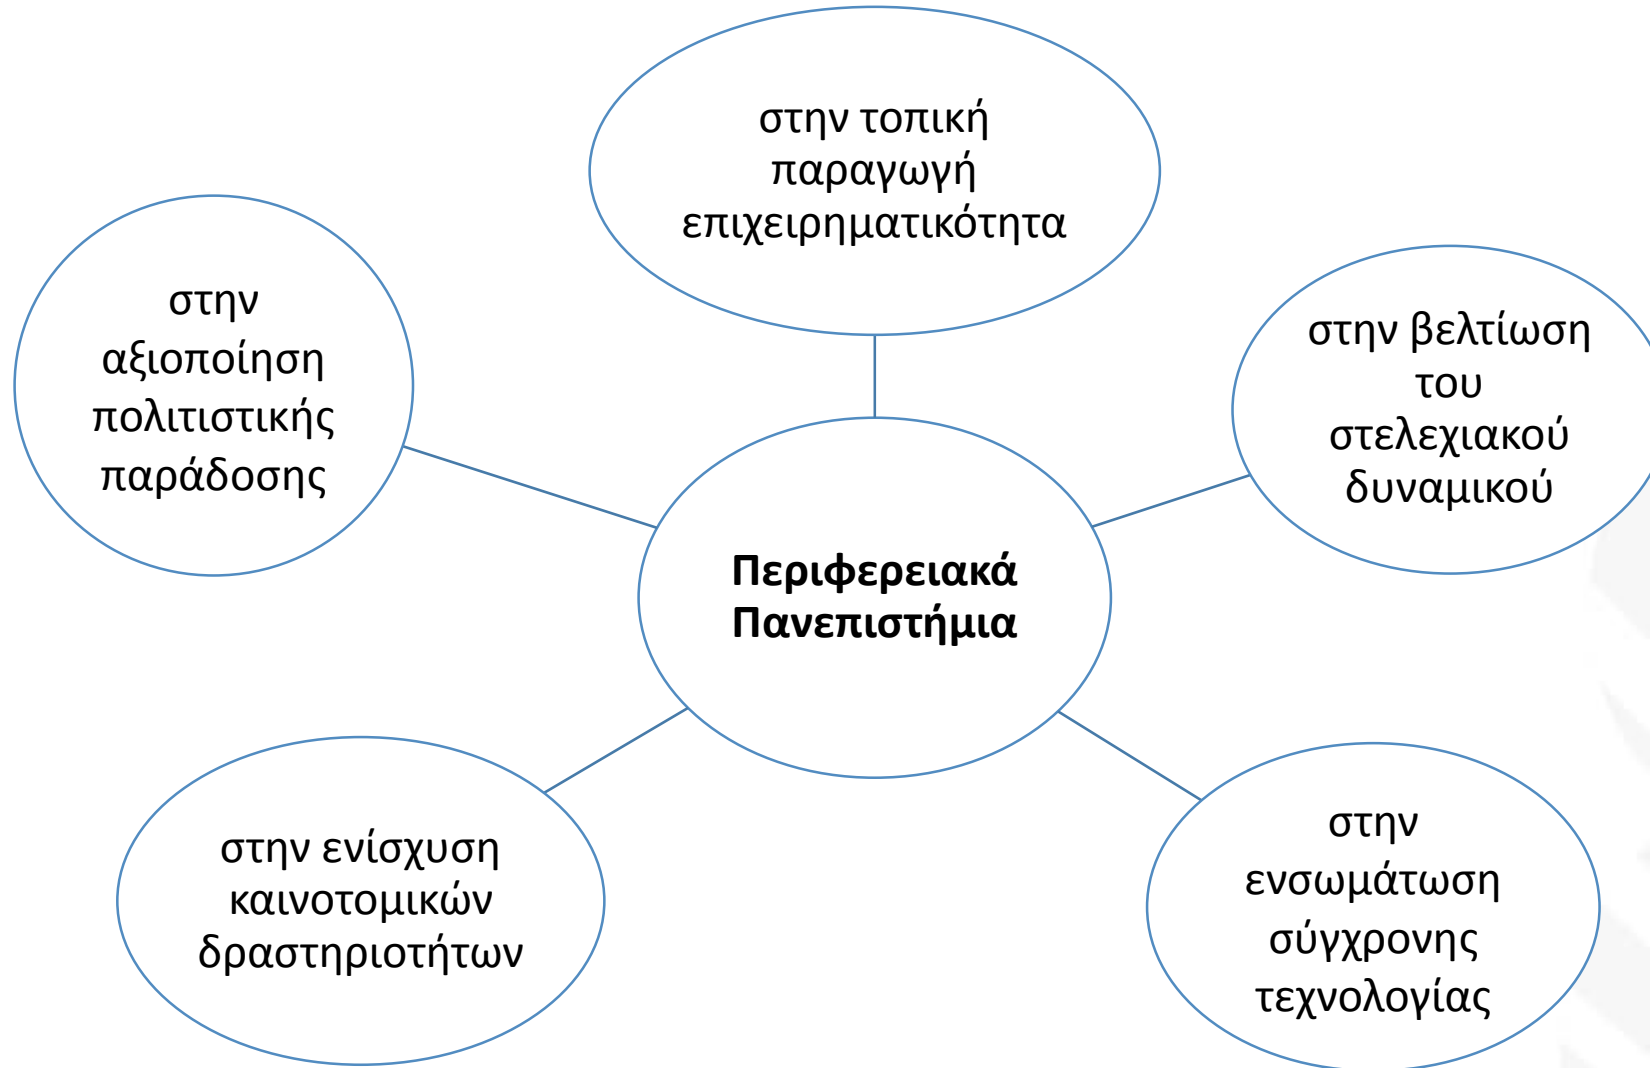 στην τοπική
παραγωγή
επιχειρηματικότητα
στην
αξιοποίηση
πολιτιστικής
παράδοσης
στην βελτίωση
του
στελεχιακού
δυναμικού
Περιφερειακά
Πανεπιστήμια
στην ενίσχυση
καινοτομικών
δραστηριοτήτων
στην
ενσωμάτωση
σύγχρονης
τεχνολογίας